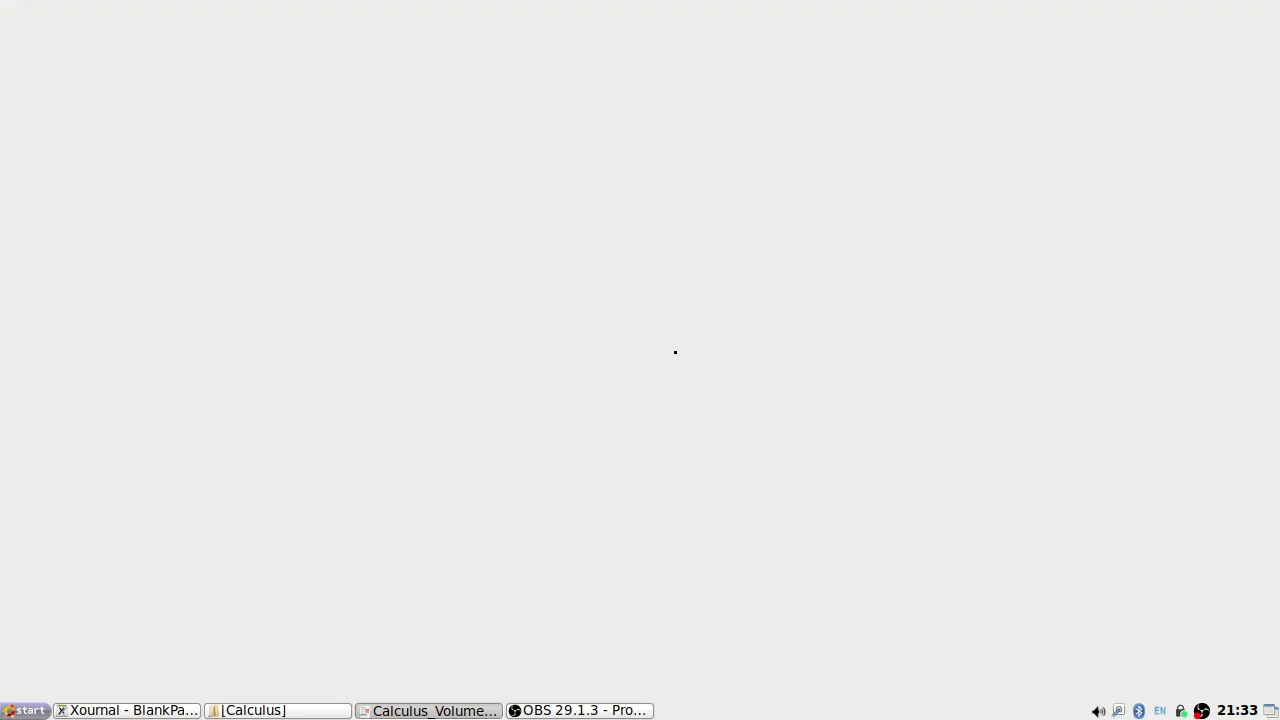 start
Xournal - BlankPa...
[Calculus]
Calculus_Volume...
OBS 29.1.3 - Pro...
EN
21:33